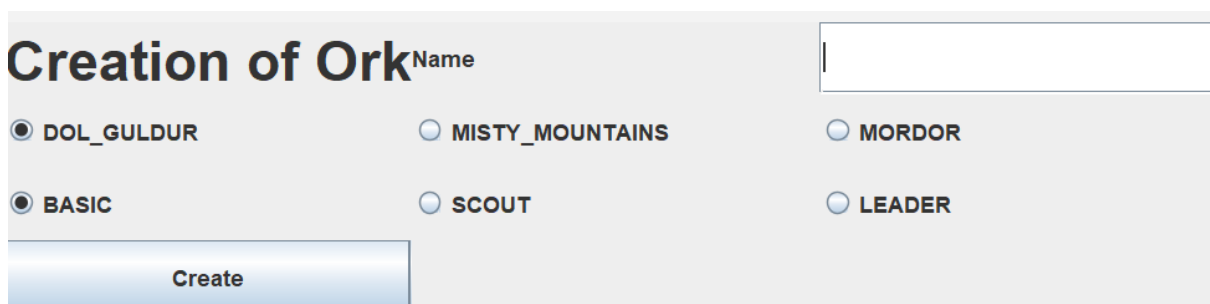 Creation of Ork Name
DOL_GULDUR MISTY_MOUNTAINS MORDOR
BASIC SCOUT LEADER
Create